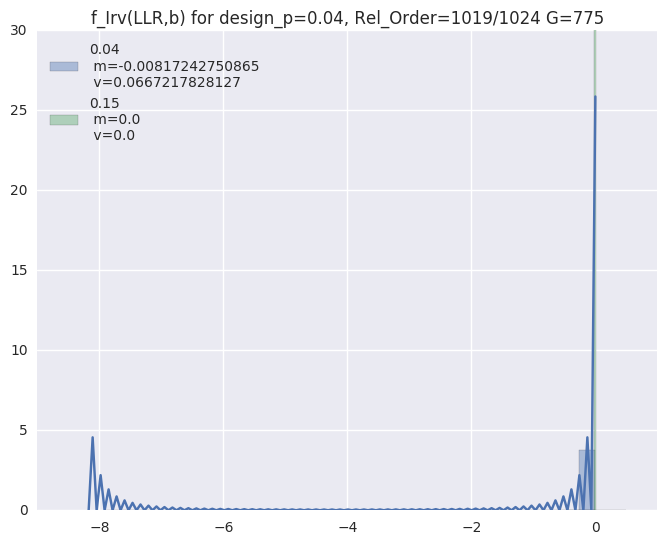 f_Irv(LLR,b) for design_p=0.04, Rel_Order=1019/1024 G=775
30
25
20
15
10
5
0
0.04
m=-0.00817242750865
v=0.0667217828127
0.15
m=0.0
v=0.0
−8
−6
−4
−2
0